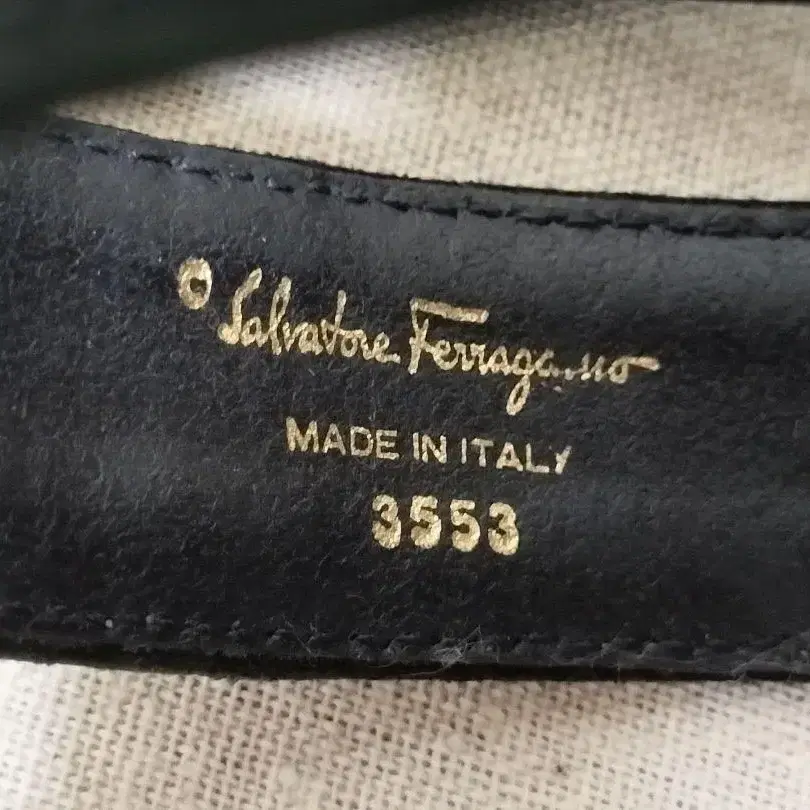 Salvatore Ferragamo
MADE IN ITALY
3553